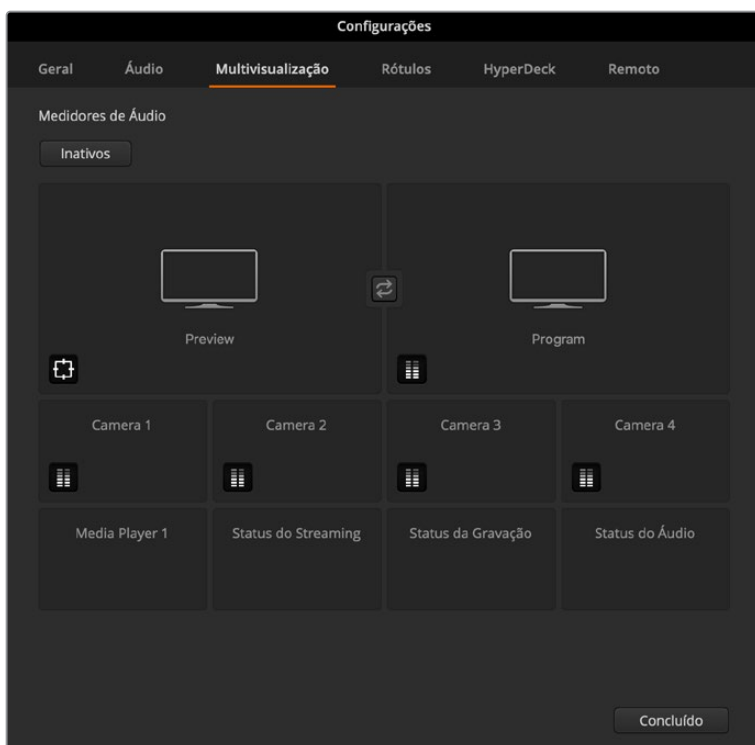 Configurações
Geral Áudio Multivisualização Rótulos HyperDeck Remoto
Medidores de Áudio
Inativos
Preview Program
Camera 1 Camera 2 Camera 3 Camera 4
Media Player 1 Status do Streaming Status da Gravação Status do Áudio
Concluído